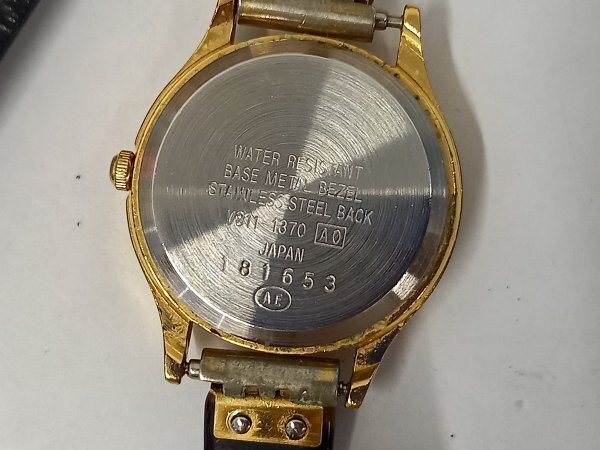 WATER RESISTANT
BASE METAL BEZEL
STAINLESS STEEL BACK
V811-1370 A0
JAPAN
181653
AE